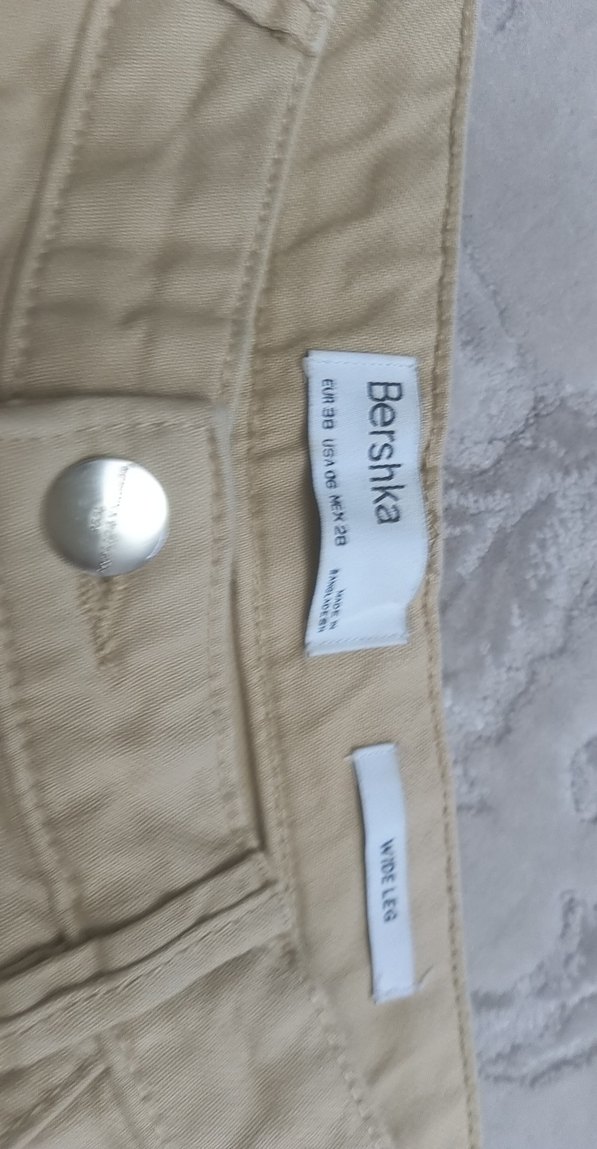 Bershka
EUR 38 USA 06 MEX 28
MADE IN
BANGLADESH
WIDE LEG